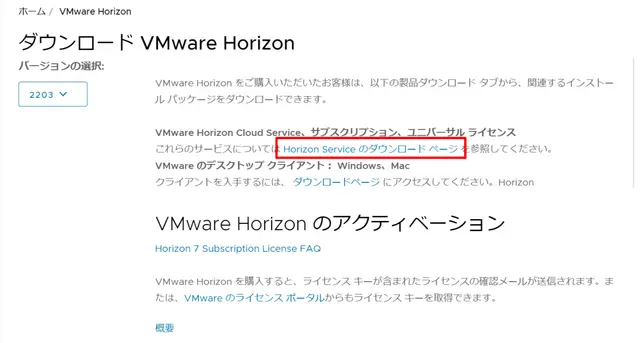 ホーム / VMware Horizon
ダウンロード VMware Horizon
バージョンの選択:
2203
VMware Horizon をご購入いただいたお客様は、以下の製品ダウンロード タブから、関連するインストー
ル パッケージをダウンロードできます。
VMware Horizon Cloud Service、サブスクリプション、ユニバーサル ライセンス
これらのサービスについては Horizon Service のダウンロード ページ を参照してください。
VMware のデスクトップ クライアント： Windows、Mac
クライアントを入手するには、 ダウンロードページ にアクセスしてください。Horizon
VMware Horizon のアクティベーション
Horizon 7 Subscription License FAQ
VMware Horizon を購入すると、ライセンス キーが含まれたライセンスの確認メールが送信されます。ま
たは、VMware のライセンス ポータルからもライセンス キーを取得できます。
概要